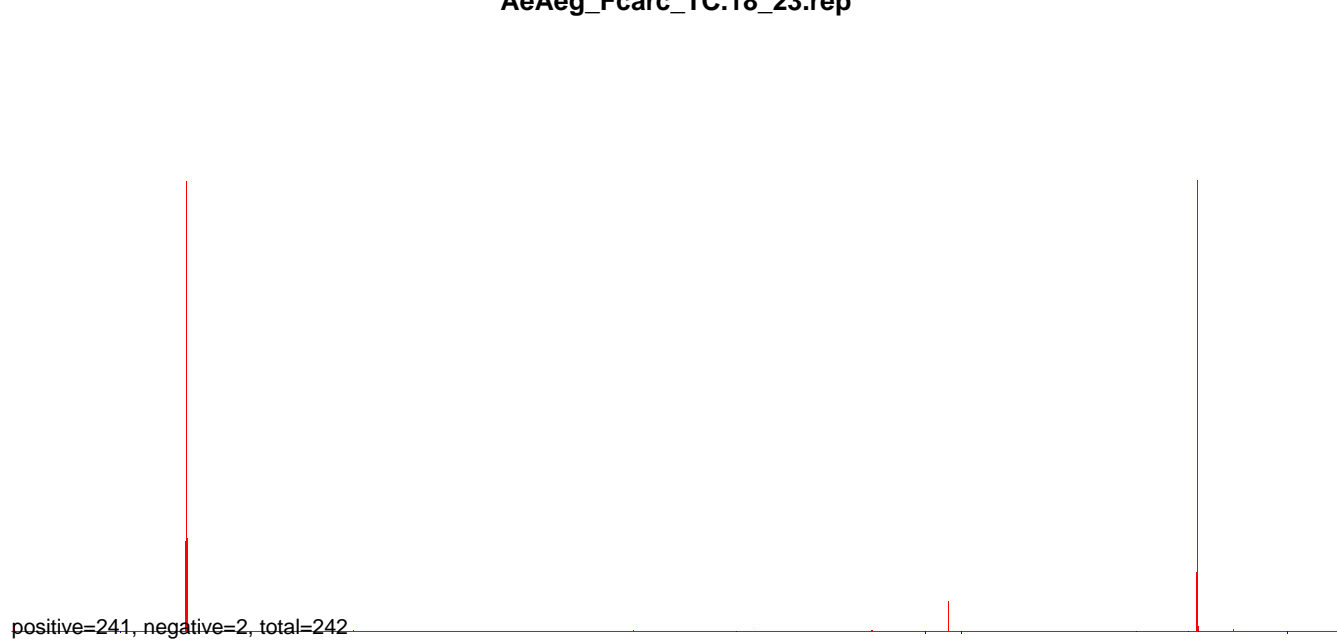 AeAeg_Fcarc_TC.18_23.rep
positive=241, negative=2, total=242